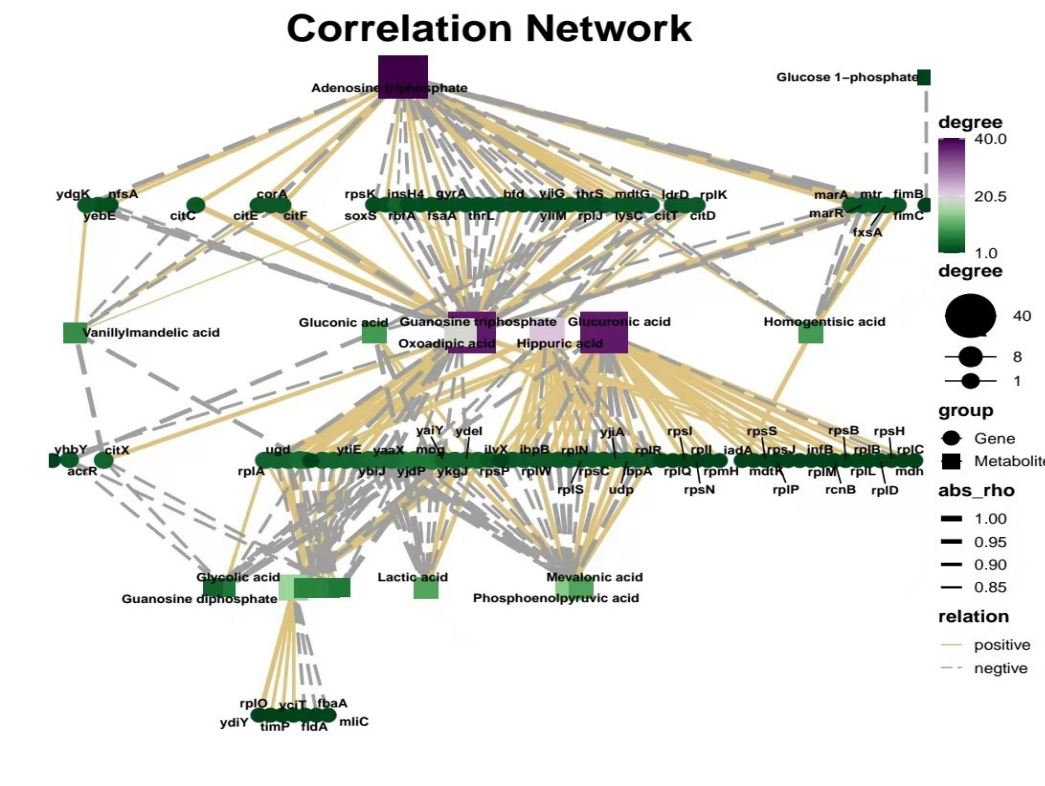 Correlation Network
Adenosine triphosphate
Glucose 1−phosphate
degree
40.0
20.5
1.0
ydgK nfsA corA rpsK insH4 gyrA bfd yjiG thrS mdtG ldrD rplK marA mtr fimB
yebE citC citE citF soxS rbfA fsaA thrL yliM rplJ lysC citT citD marR fimC
fxsA
degree
40
8
1
Vanillylmandelic acid
Gluconic acid Guanosine triphosphate Glucuronic acid Homogentisic acid
Oxoadipic acid Hippuric acid
group
Gene
Metabolite
yaiY ydeI yjiA rpsI rpsS rpsB rpsH
yhbY citX ugd ytiE yaaX mog ilvX ibpB rplN rplR rplI iadA rpsJ infB rplB rplC
acrR rplA ybiJ yjdP ykgJ rpsP rplW rpsC ibpA rplQ rpmH mdtK rplM rplL mdh
rplS udp rpsN rplP rcnB rplD
abs_rho
1.00
0.95
0.90
0.85
Glycolic acid Lactic acid Mevalonic acid
Guanosine diphosphate Phosphoenolpyruvic acid
relation
positive
negtive
rplO yciT fbaA
ydiY timP fldA mliC